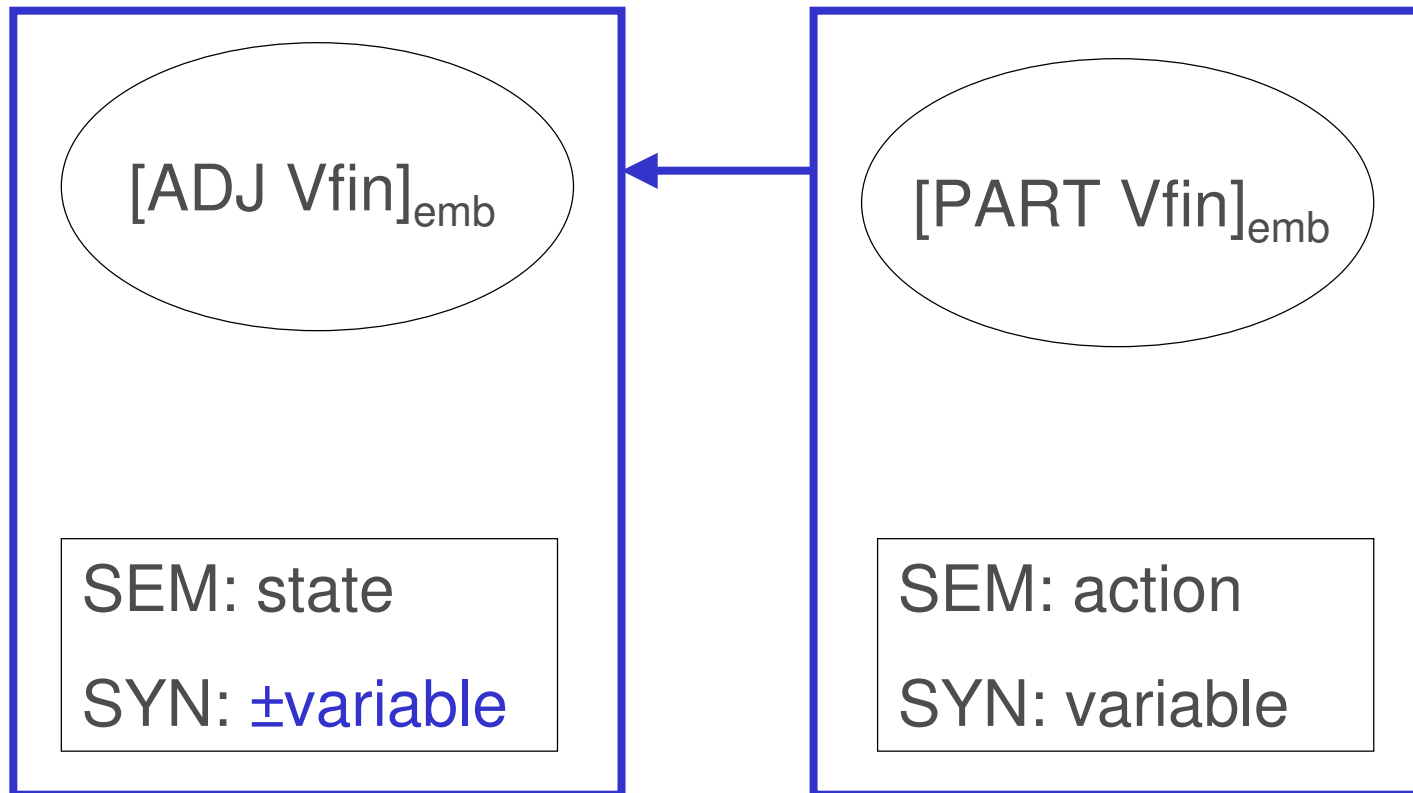 [ADJ Vfin]emb
SEM: state
SYN: ±variable
[PART Vfin]emb
SEM: action
SYN: variable